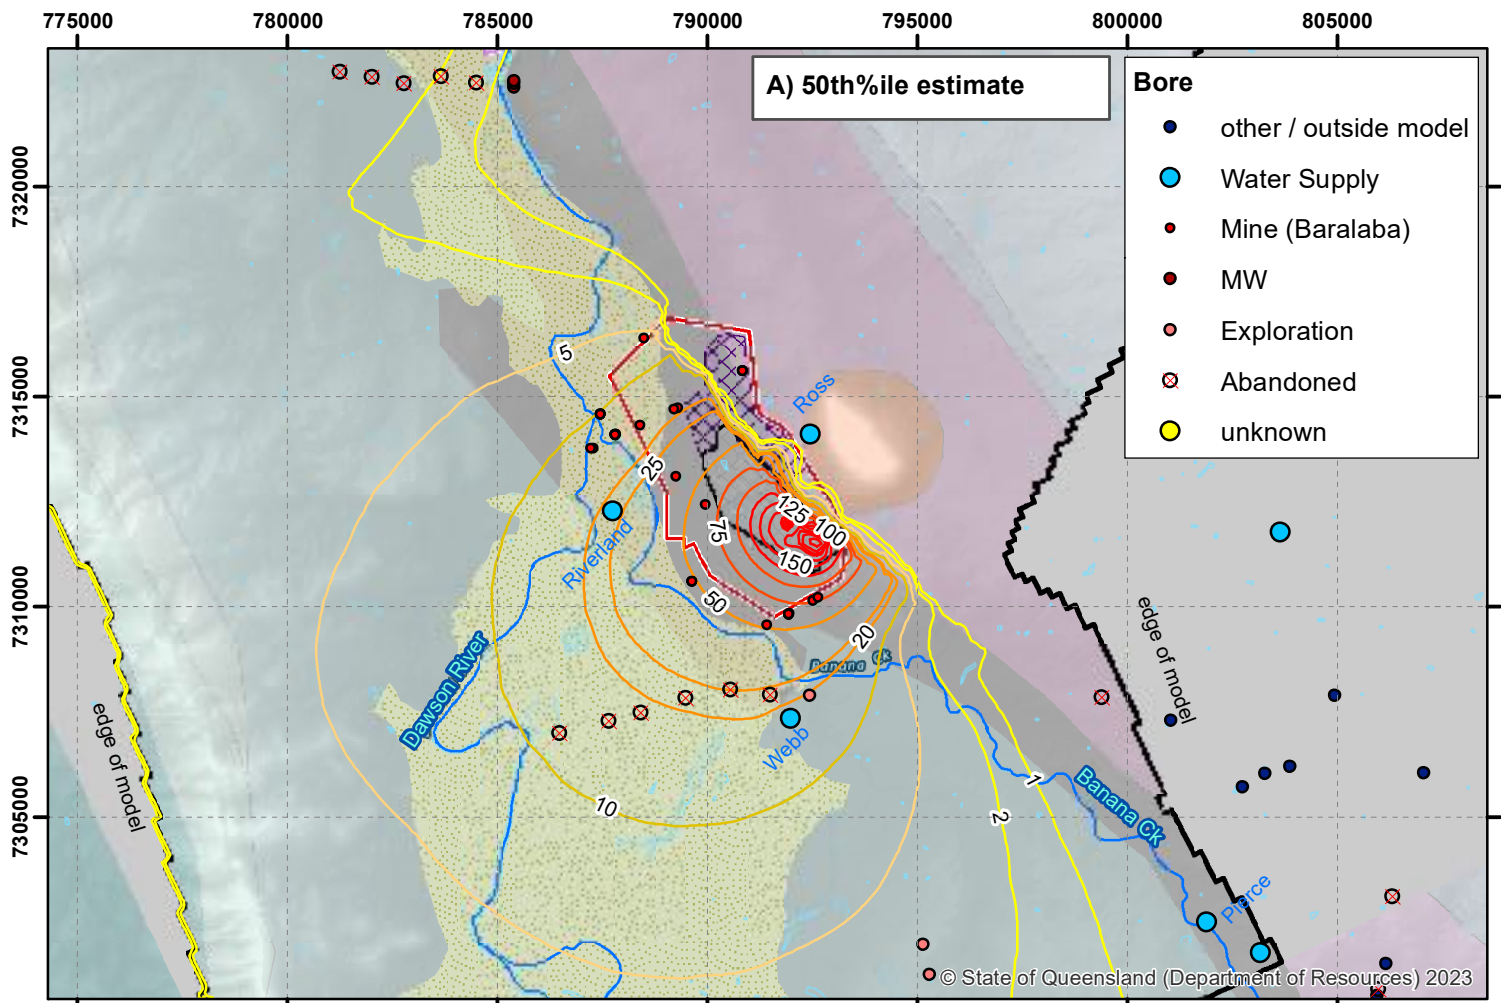 775000
780000
785000
790000
795000
800000
805000
A) 50th%ile estimate
Bore
other / outside model
Water Supply
Mine (Baralaba)
MW
Exploration
Abandoned
unknown
7320000
7315000
7310000
7305000
5
Ross
25
125
100
75
150
Riverland
50
20
Banana Ck
edge of model
Dawson River
Webb
edge of model
10
1
2
Banana Ck
Pierce
© State of Queensland (Department of Resources) 2023